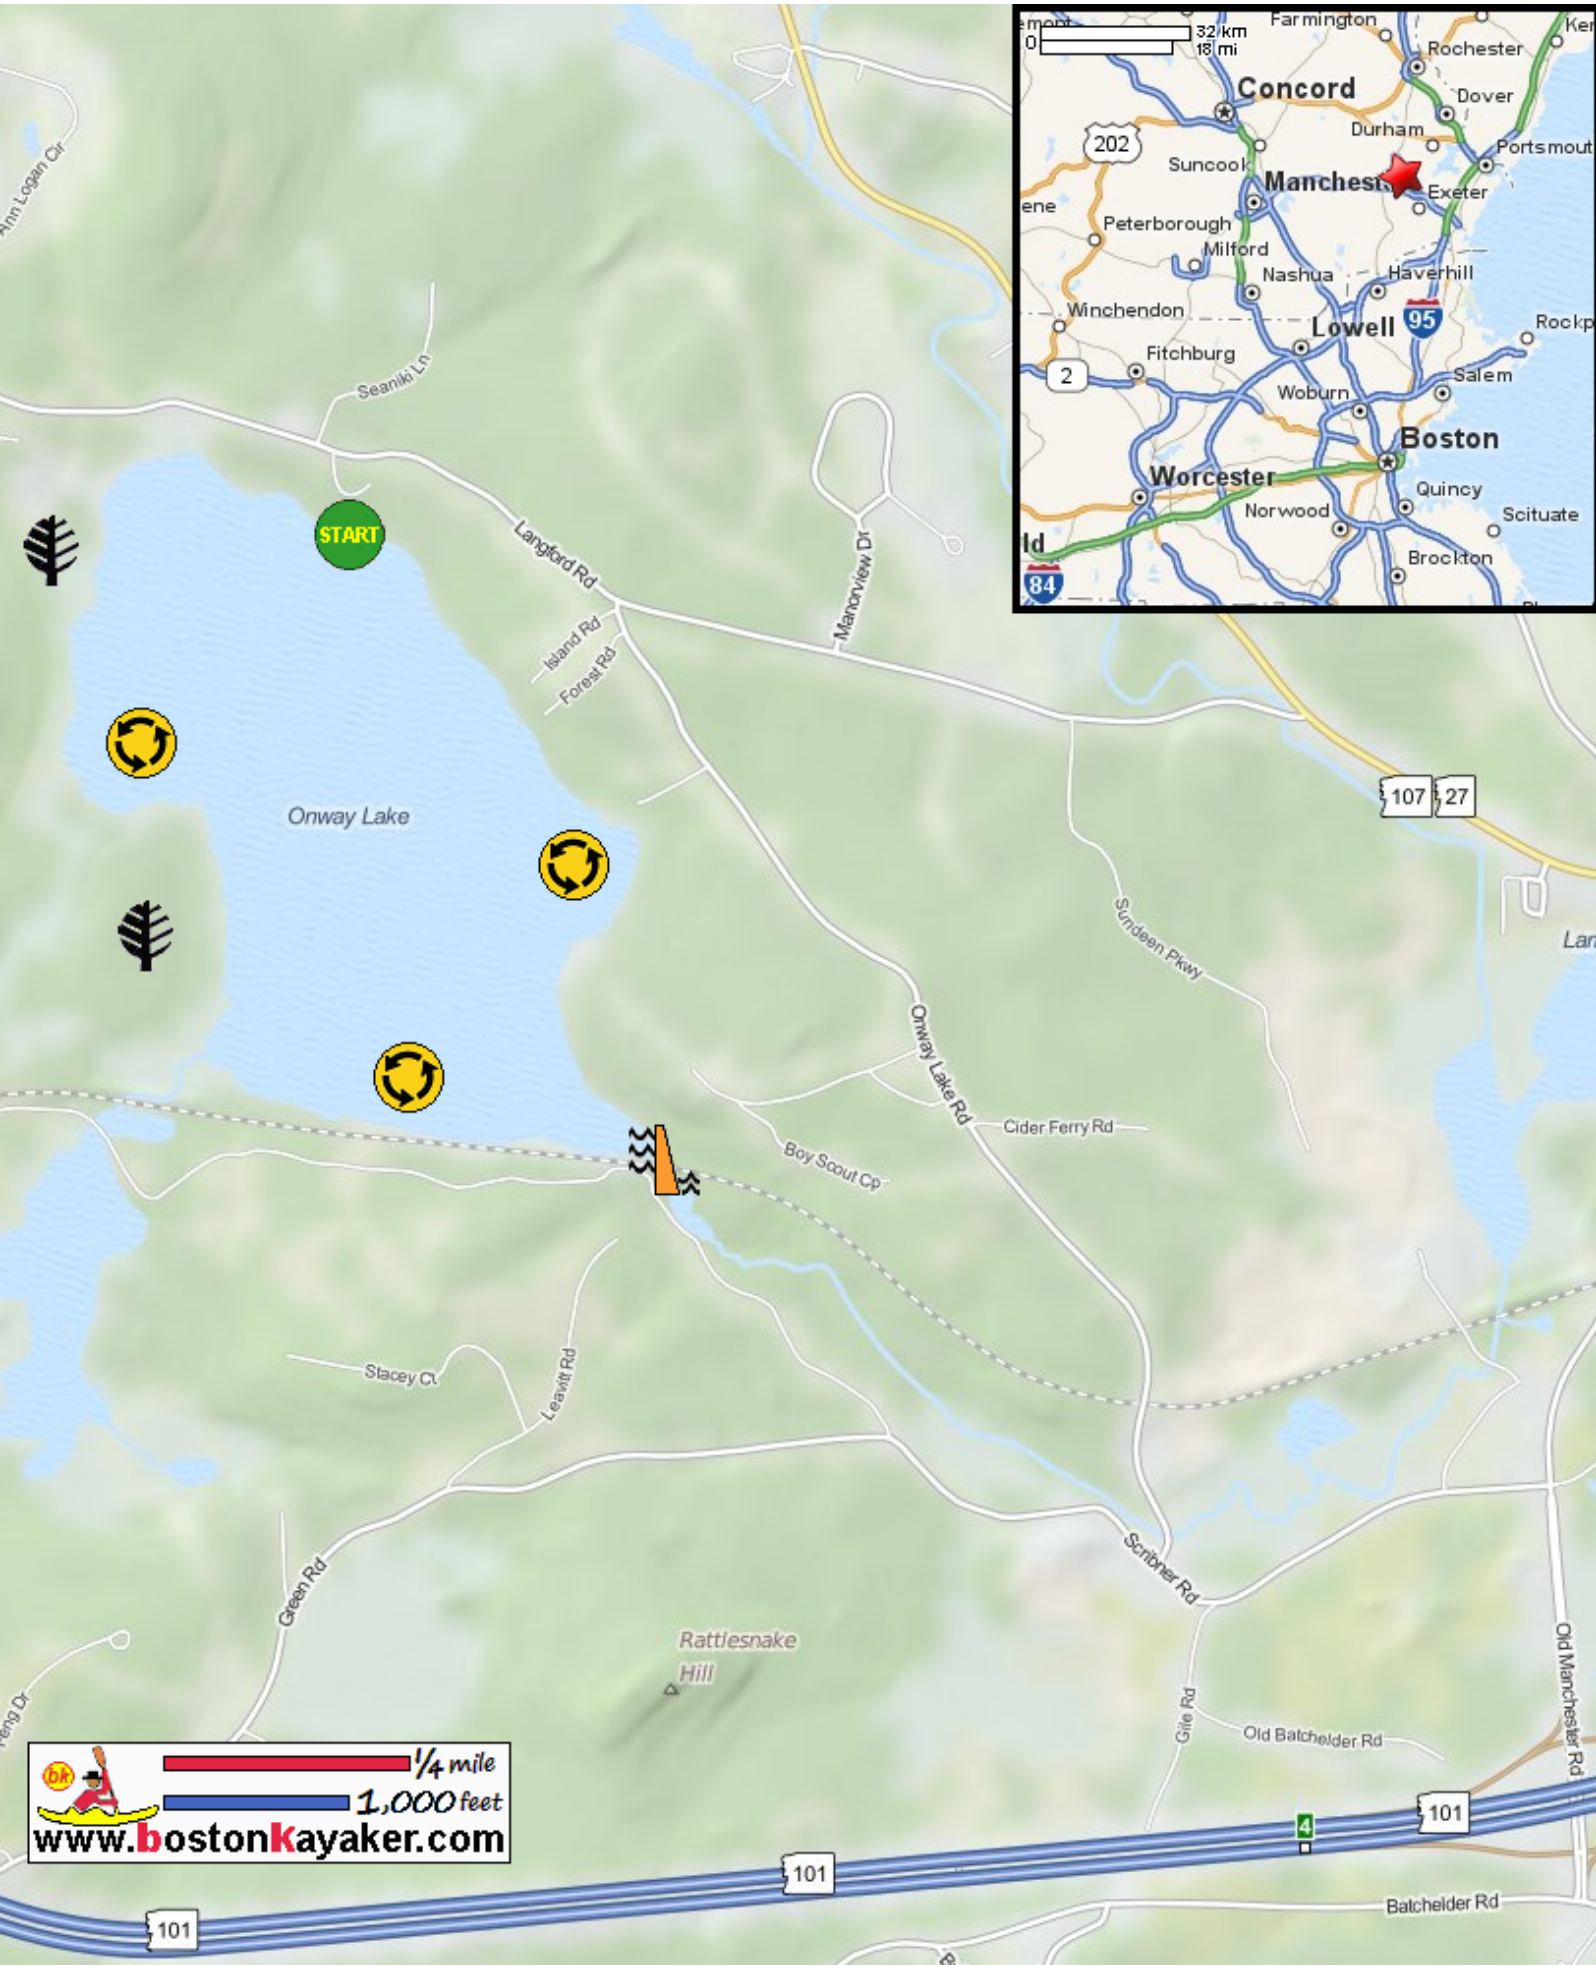 Ann Logan Cir
Seaniki Ln
START
Langford Rd
Island Rd
Forest Rd
Manorview Dr
Onway Lake
107
27
Sundeen Pkwy
Onway Lake Rd
Cider Ferry Rd
Boy Scout Cp
Stacey Ct
Leavitt Rd
Green Rd
Scribner Rd
Rattlesnake
Hill
Gile Rd
Old Batchelder Rd
Old Manchester Rd
Batchelder Rd
4
101
101
101
bk
1/4 mile
1,000 feet
www.bostonkayaker.com
0
32 km
18 mi
Farmington
Rochester
Concord
Dover
202
Durham
Portsmout
Suncook
Manchest
Exeter
ene
Peterborough
Milford
Nashua
Haverhill
Winchendon
Lowell
95
Rockp
2
Fitchburg
Salem
Woburn
Boston
Worcester
Quincy
Norwood
Scituate
ld
Brockton
84